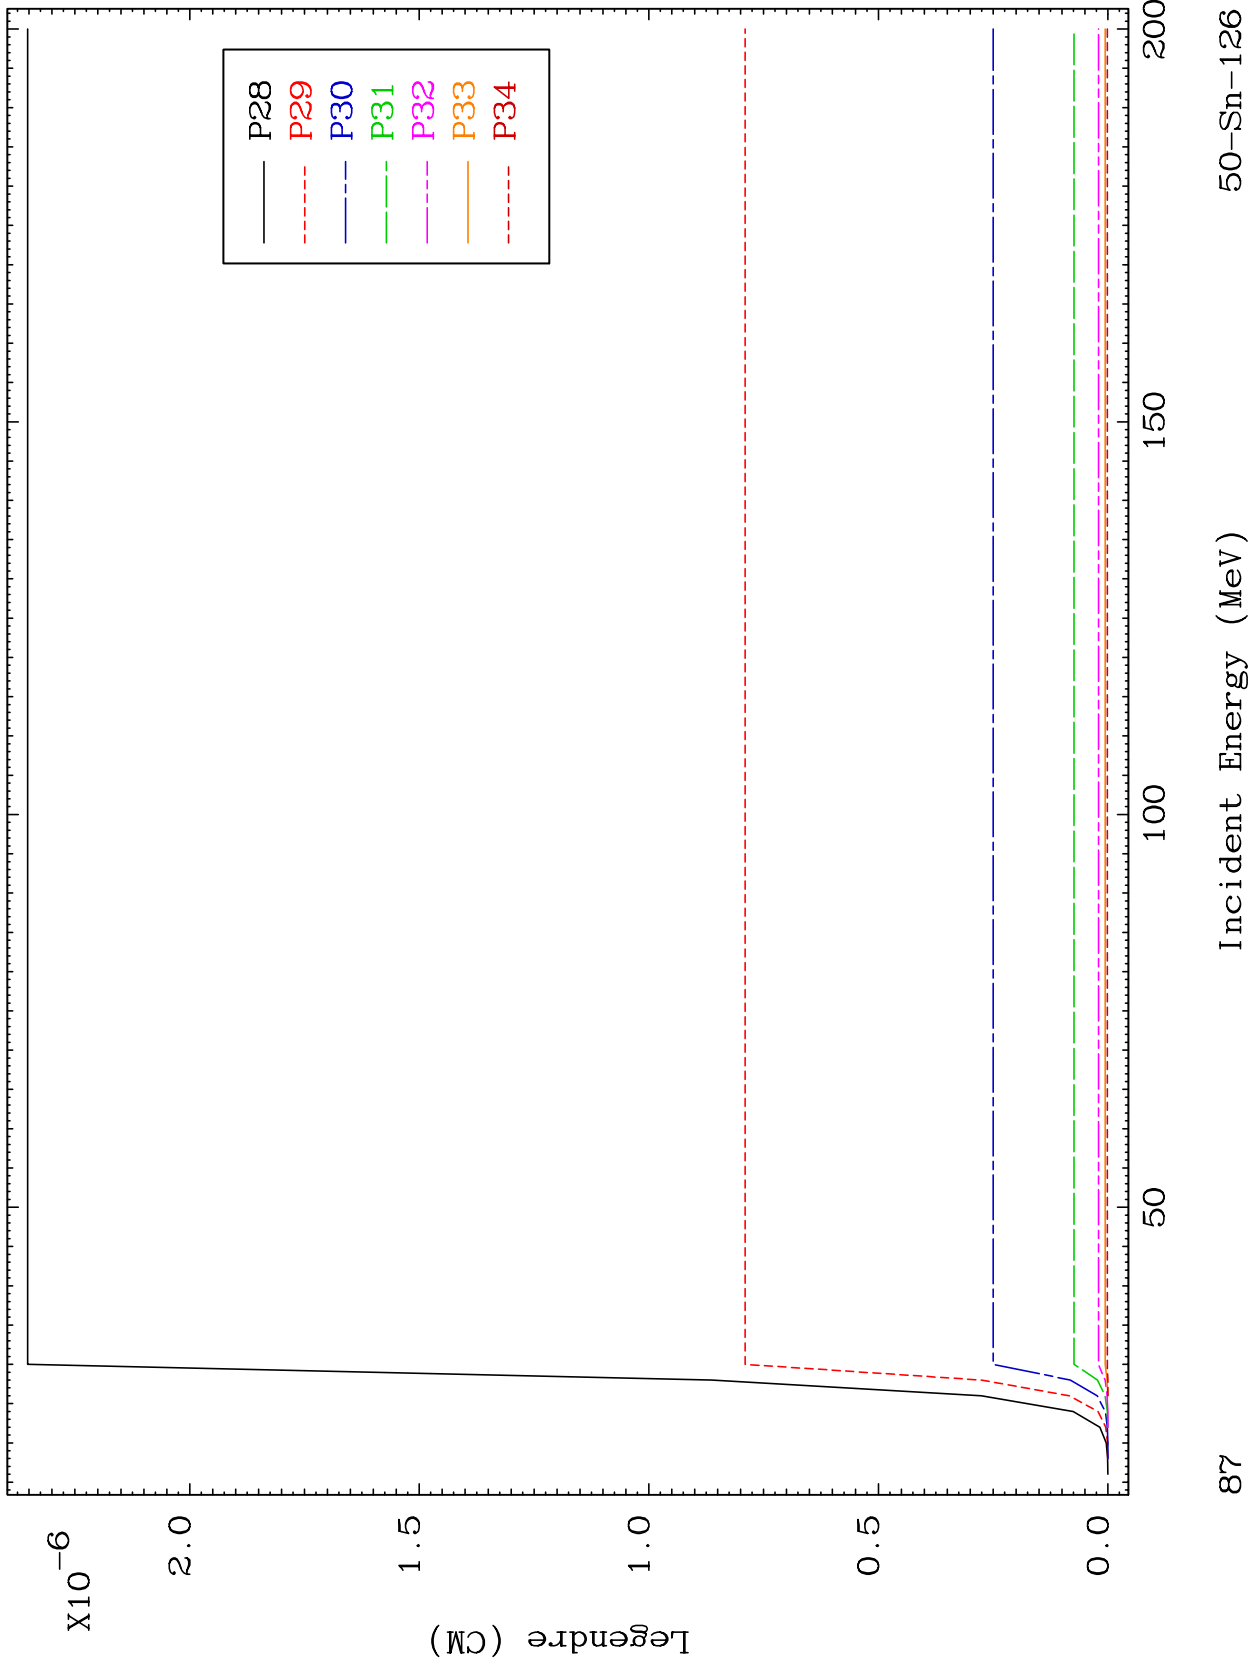 X10-6
Legendre (CM)
2.0
1.5
1.0
0.5
0.0
P28
P29
P30
P31
P32
P33
P34
50
100
150
200
Incident Energy (MeV)
87
50-Sn-126